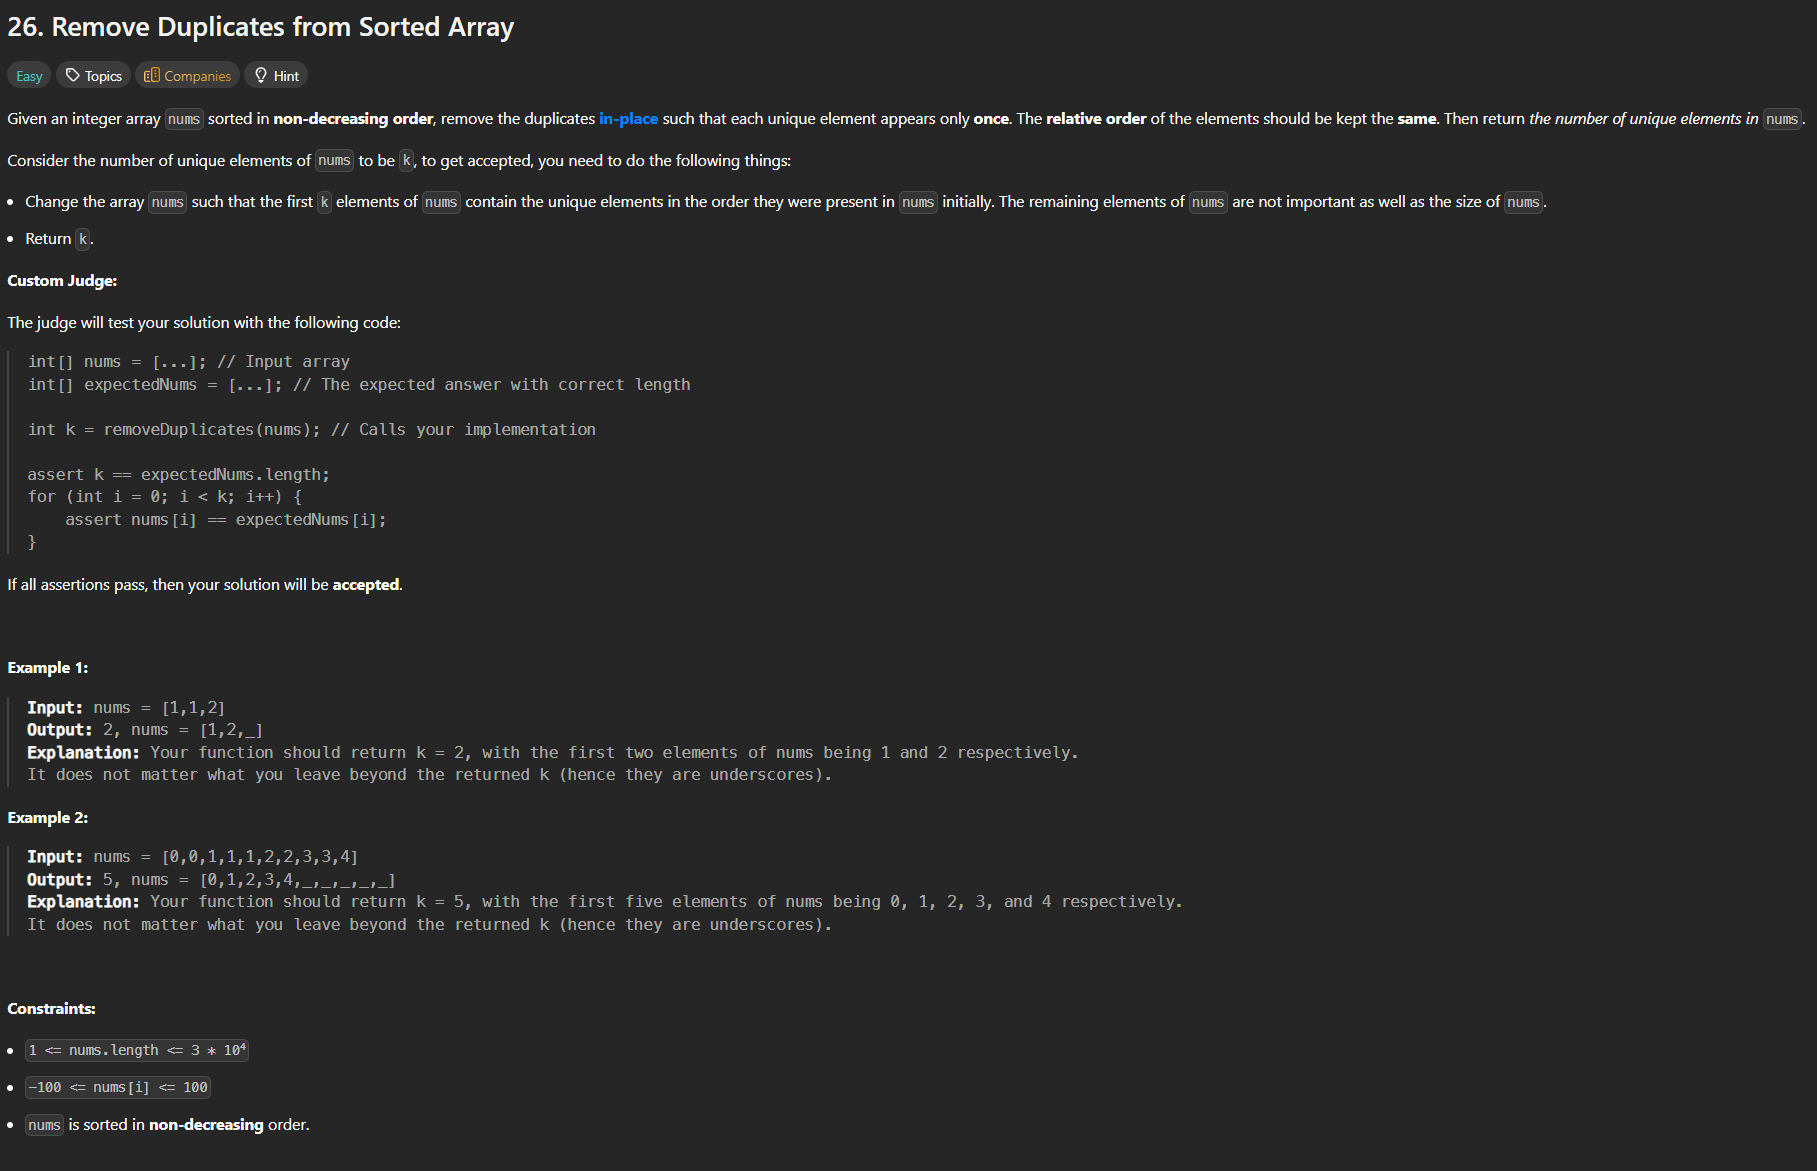 26. Remove Duplicates from Sorted Array
Easy Topics Companies Hint
Given an integer array nums sorted in non-decreasing order, remove the duplicates in-place such that each unique element appears only once. The relative order of the elements should be kept the same. Then return the number of unique elements in nums.
Consider the number of unique elements of nums to be k, to get accepted, you need to do the following things:
• Change the array nums such that the first k elements of nums contain the unique elements in the order they were present in nums initially. The remaining elements of nums are not important as well as the size of nums.
• Return k.
Custom Judge:
The judge will test your solution with the following code:
int[] nums = [...]; // Input array
int[] expectedNums = [...]; // The expected answer with correct length
int k = removeDuplicates(nums); // Calls your implementation
assert k == expectedNums.length;
for (int i = 0; i < k; i++) {
    assert nums[i] == expectedNums[i];
}
If all assertions pass, then your solution will be accepted.
Example 1:
Input: nums = [1,1,2]
Output: 2, nums = [1,2,_]
Explanation: Your function should return k = 2, with the first two elements of nums being 1 and 2 respectively.
It does not matter what you leave beyond the returned k (hence they are underscores).
Example 2:
Input: nums = [0,0,1,1,1,2,2,3,3,4]
Output: 5, nums = [0,1,2,3,4,_,_,_,_,_]
Explanation: Your function should return k = 5, with the first five elements of nums being 0, 1, 2, 3, and 4 respectively.
It does not matter what you leave beyond the returned k (hence they are underscores).
Constraints:
• 1 <= nums.length <= 3 * 10⁴
• -100 <= nums[i] <= 100
• nums is sorted in non-decreasing order.